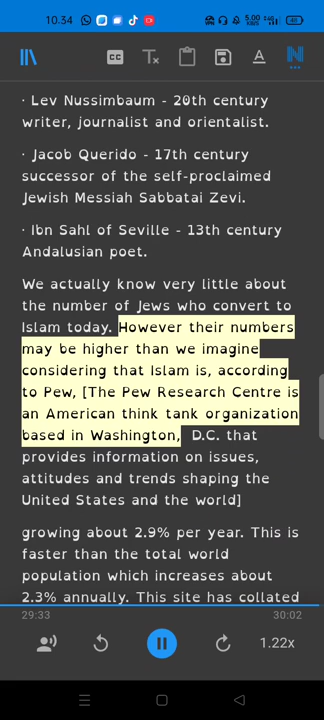 10.34 5.00 KB/S 40
CC T× A N
· Lev Nussimbaum - 20th century
writer, journalist and orientalist.
· Jacob Querido - 17th century
successor of the self-proclaimed
Jewish Messiah Sabbatai Zevi.
· Ibn Sahl of Seville - 13th century
Andalusian poet.
We actually know very little about
the number of Jews who convert to
Islam today. However their numbers
may be higher than we imagine
considering that Islam is, according
to Pew, [The Pew Research Centre is
an American think tank organization
based in Washington, D.C. that
provides information on issues,
attitudes and trends shaping the
United States and the world]
growing about 2.9% per year. This is
faster than the total world
population which increases about
2.3% annually. This site has collated
29:33 30:02
1.22x